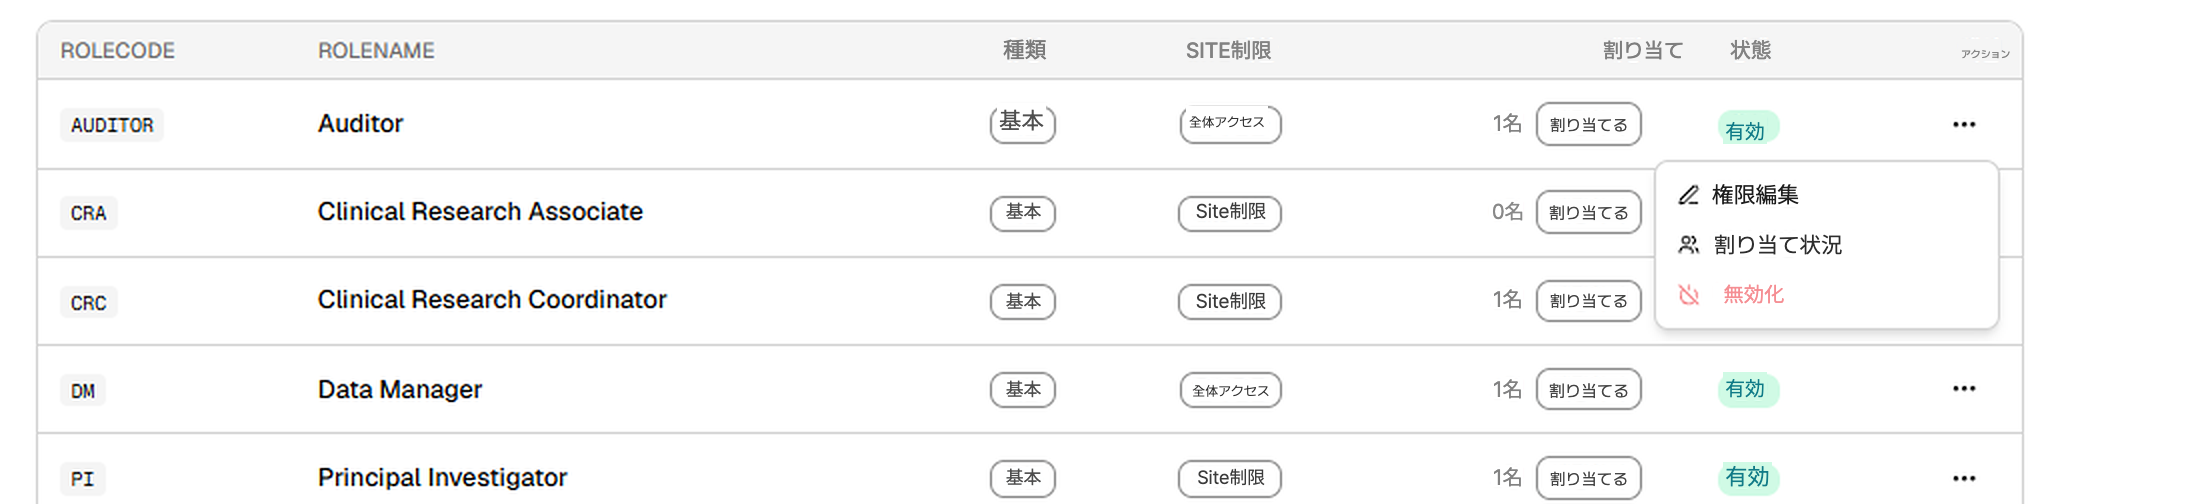 ROLECODE ROLENAME 種類 SITE制限 割り当て 状態 アクション
AUDITOR Auditor 基本 全体アクセス 1名 割り当てる 有効 •••
CRA Clinical Research Associate 基本 Site制限 0名 割り当てる
権限編集
割り当て状況
無効化
CRC Clinical Research Coordinator 基本 Site制限 1名 割り当てる
DM Data Manager 基本 全体アクセス 1名 割り当てる 有効 •••
PI Principal Investigator 基本 Site制限 1名 割り当てる 有効 •••